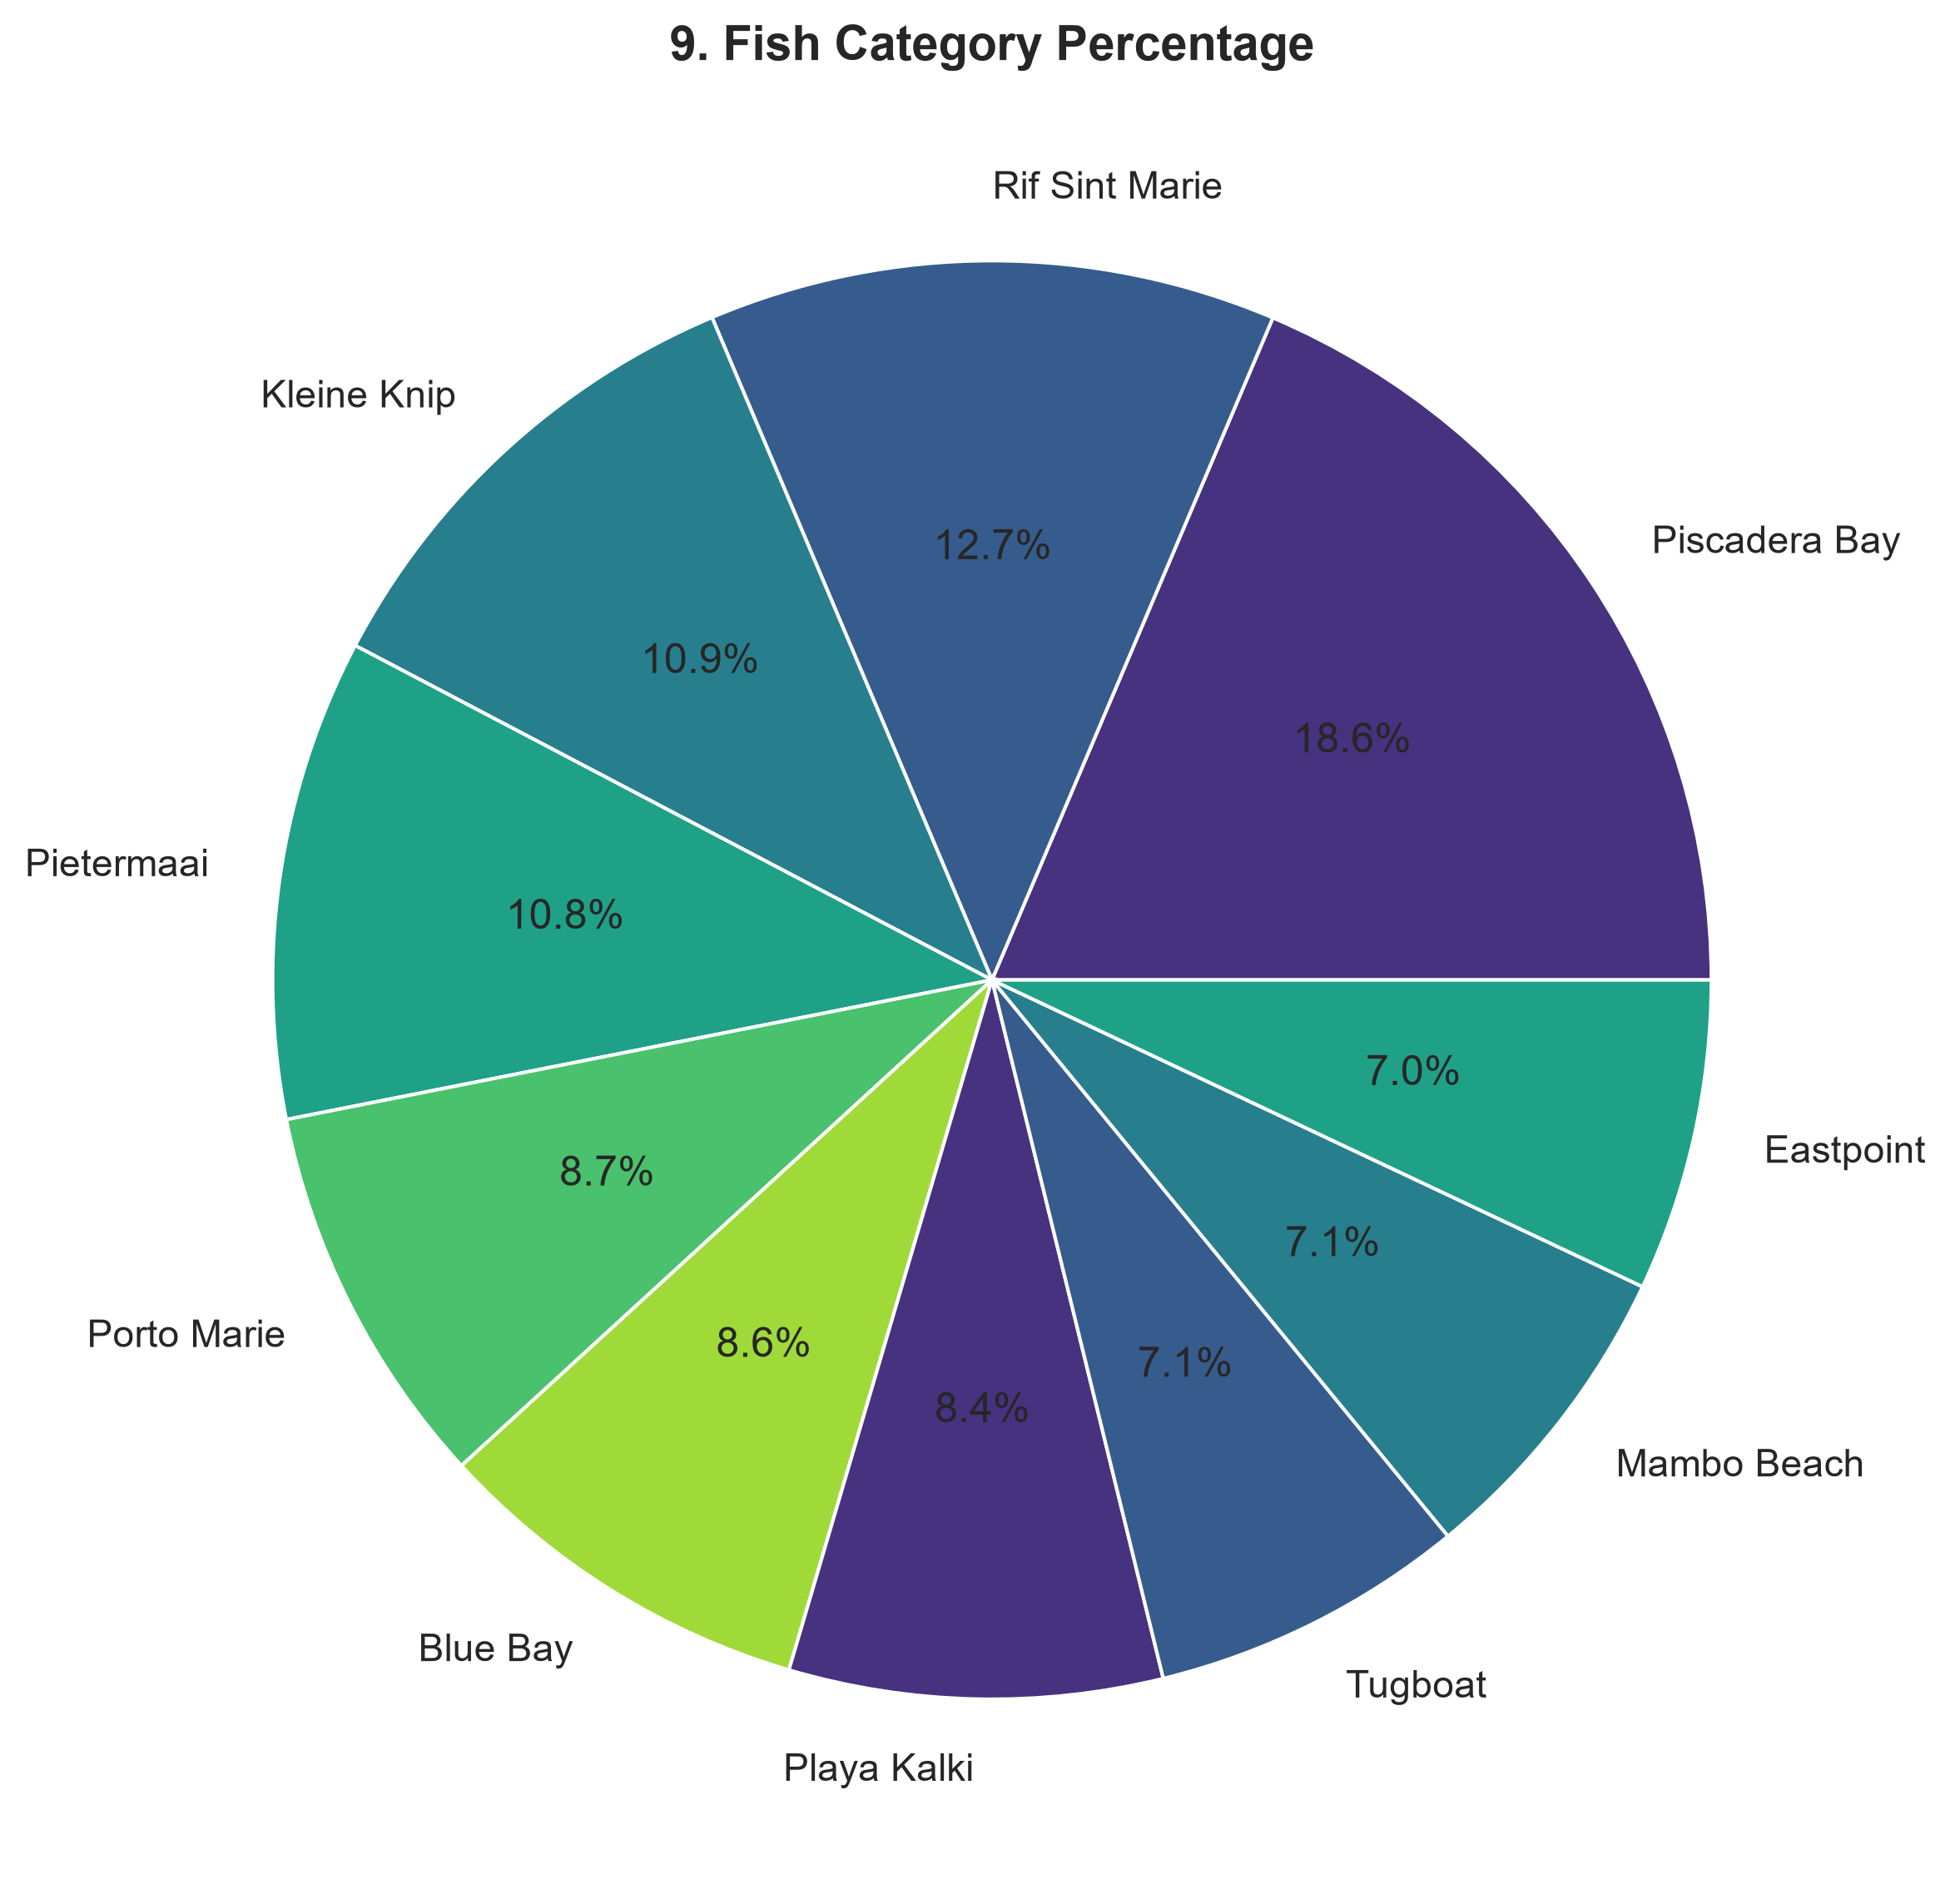 9. Fish Category Percentage
Rif Sint Marie
Kleine Knip
Piscadera Bay
12.7%
10.9%
18.6%
Pietermaai
10.8%
7.0%
Eastpoint
8.7%
7.1%
Porto Marie
8.6%
7.1%
8.4%
Mambo Beach
Blue Bay
Tugboat
Playa Kalki